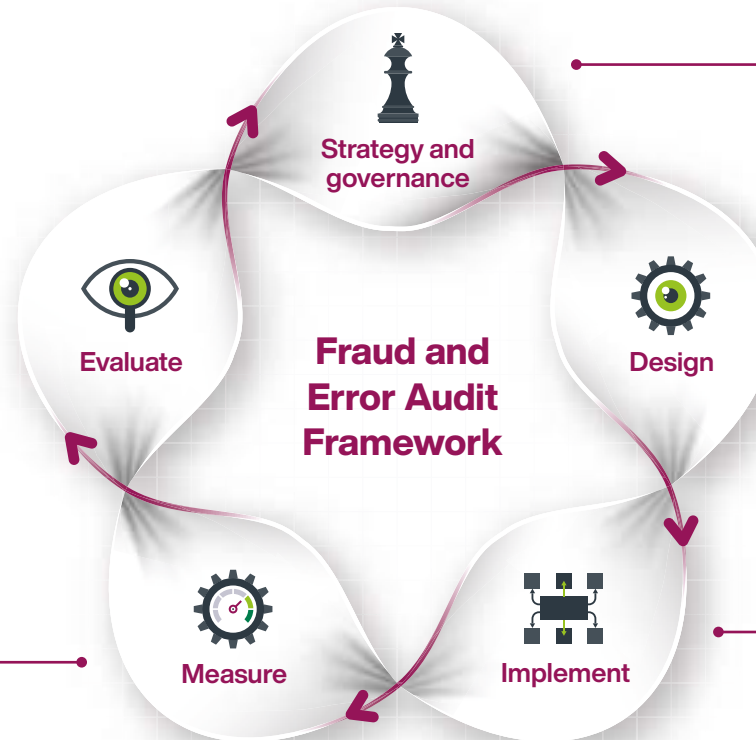 Strategy and
governance
Design
Implement
Measure
Evaluate
Fraud and
Error Audit
Framework